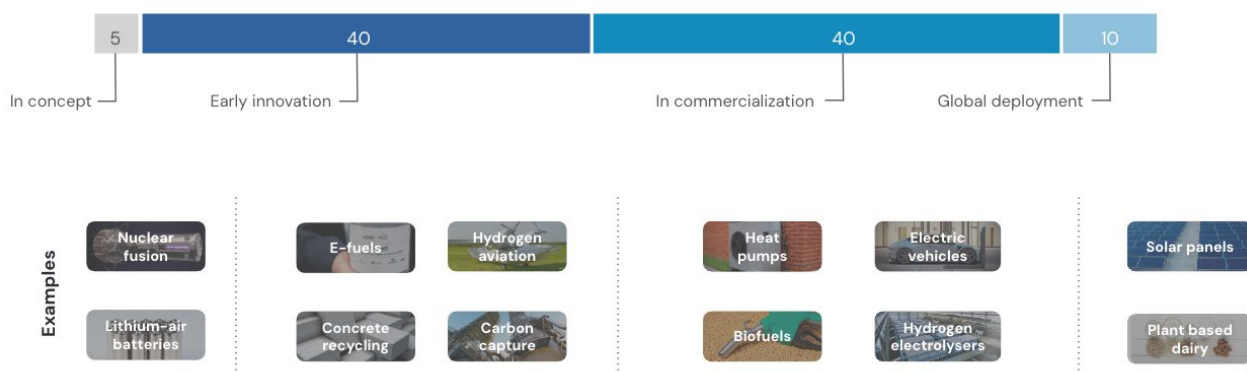 5
40
40
10
In concept
Early innovation
In commercialization
Global deployment
Examples
Nuclear
fusion
E-fuels
Hydrogen
aviation
Heat
pumps
Electric
vehicles
Solar panels
Lithium-air
batteries
Concrete
recycling
Carbon
capture
Biofuels
Hydrogen
electrolysers
Plant based
dairy